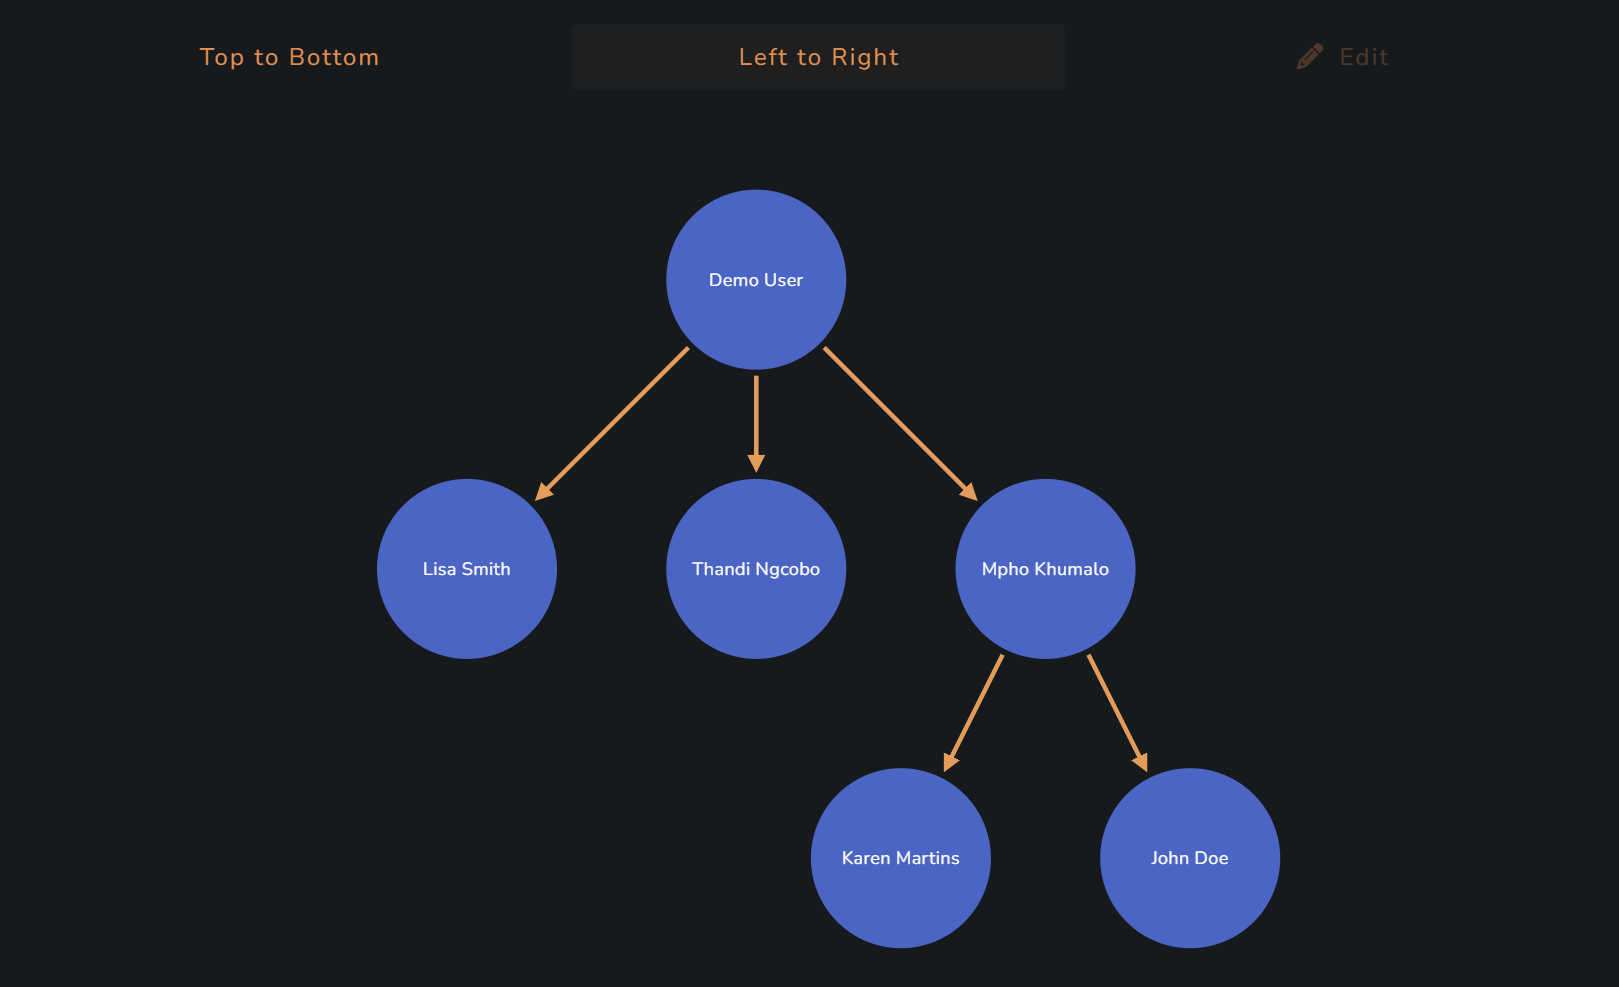 Top to Bottom
Left to Right
Edit
Demo User
Lisa Smith
Thandi Ngcobo
Mpho Khumalo
Karen Martins
John Doe